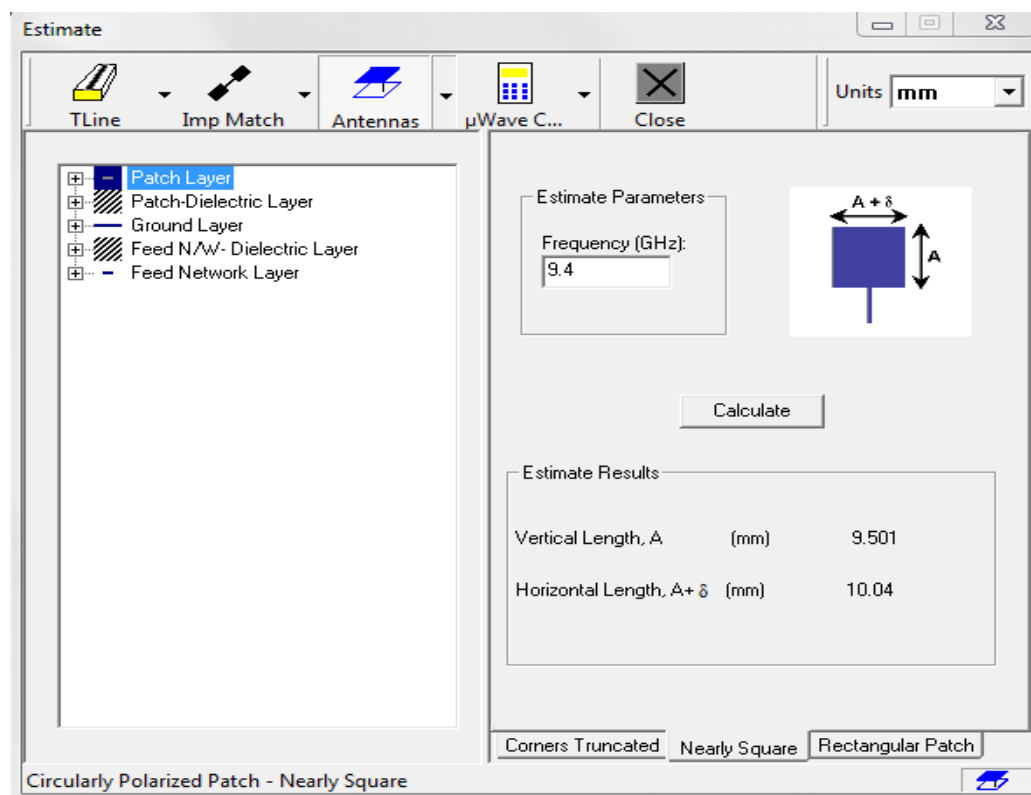 Estimate
TLine Imp Match Antennas µWave C... Close Units mm
Patch Layer
Patch-Dielectric Layer
Ground Layer
Feed N/W- Dielectric Layer
Feed Network Layer
Estimate Parameters
Frequency (GHz):
9.4
A + δ
A
Calculate
Estimate Results
Vertical Length, A (mm) 9.501
Horizontal Length, A+ δ (mm) 10.04
Corners Truncated Nearly Square Rectangular Patch
Circularly Polarized Patch - Nearly Square